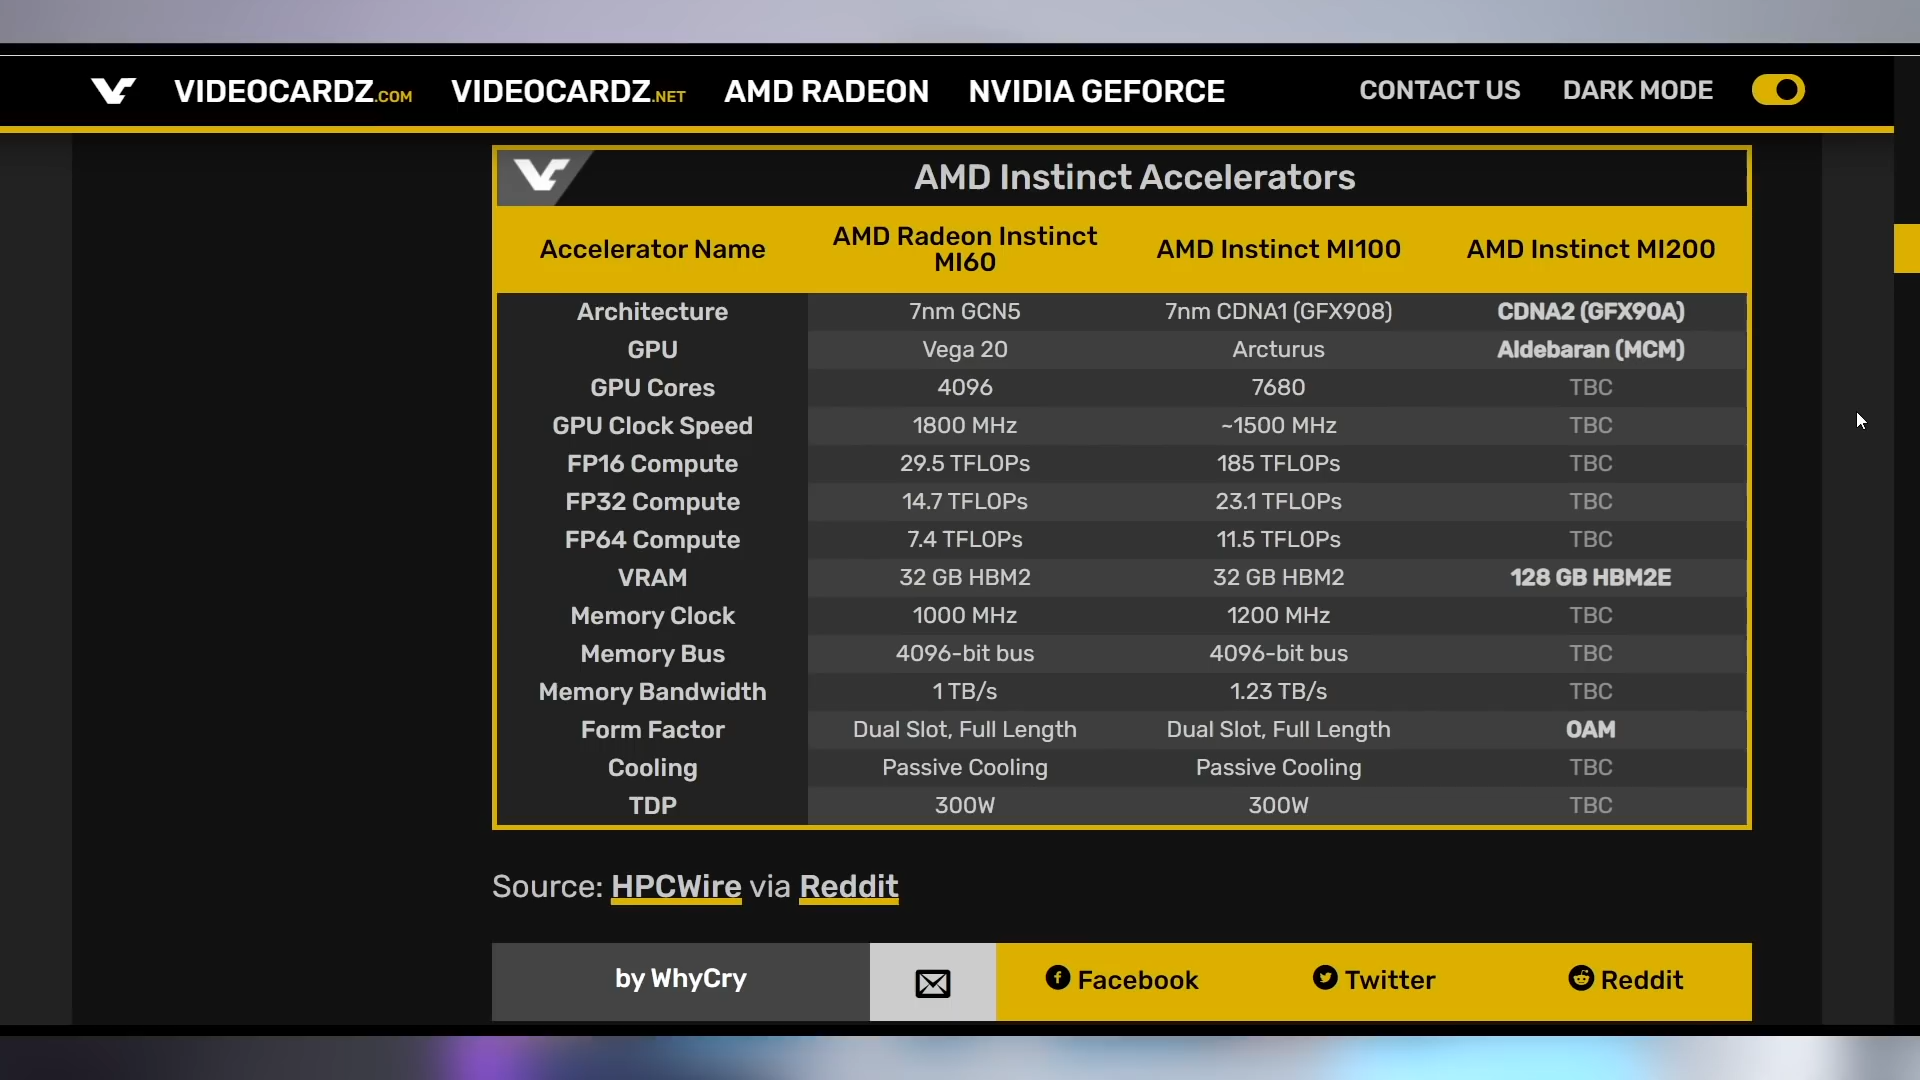 VIDEOCARDZ.COM VIDEOCARDZ.NET AMD RADEON NVIDIA GEFORCE CONTACT US DARK MODE
AMD Instinct Accelerators
Accelerator Name AMD Radeon Instinct MI60 AMD Instinct MI100 AMD Instinct MI200
Architecture 7nm GCN5 7nm CDNA1 (GFX908) CDNA2 (GFX90A)
GPU Vega 20 Arcturus Aldebaran (MCM)
GPU Cores 4096 7680 TBC
GPU Clock Speed 1800 MHz ~1500 MHz TBC
FP16 Compute 29.5 TFLOPs 185 TFLOPs TBC
FP32 Compute 14.7 TFLOPs 23.1 TFLOPs TBC
FP64 Compute 7.4 TFLOPs 11.5 TFLOPs TBC
VRAM 32 GB HBM2 32 GB HBM2 128 GB HBM2E
Memory Clock 1000 MHz 1200 MHz TBC
Memory Bus 4096-bit bus 4096-bit bus TBC
Memory Bandwidth 1 TB/s 1.23 TB/s TBC
Form Factor Dual Slot, Full Length Dual Slot, Full Length OAM
Cooling Passive Cooling Passive Cooling TBC
TDP 300W 300W TBC
Source: HPCWire via Reddit
by WhyCry Facebook Twitter Reddit